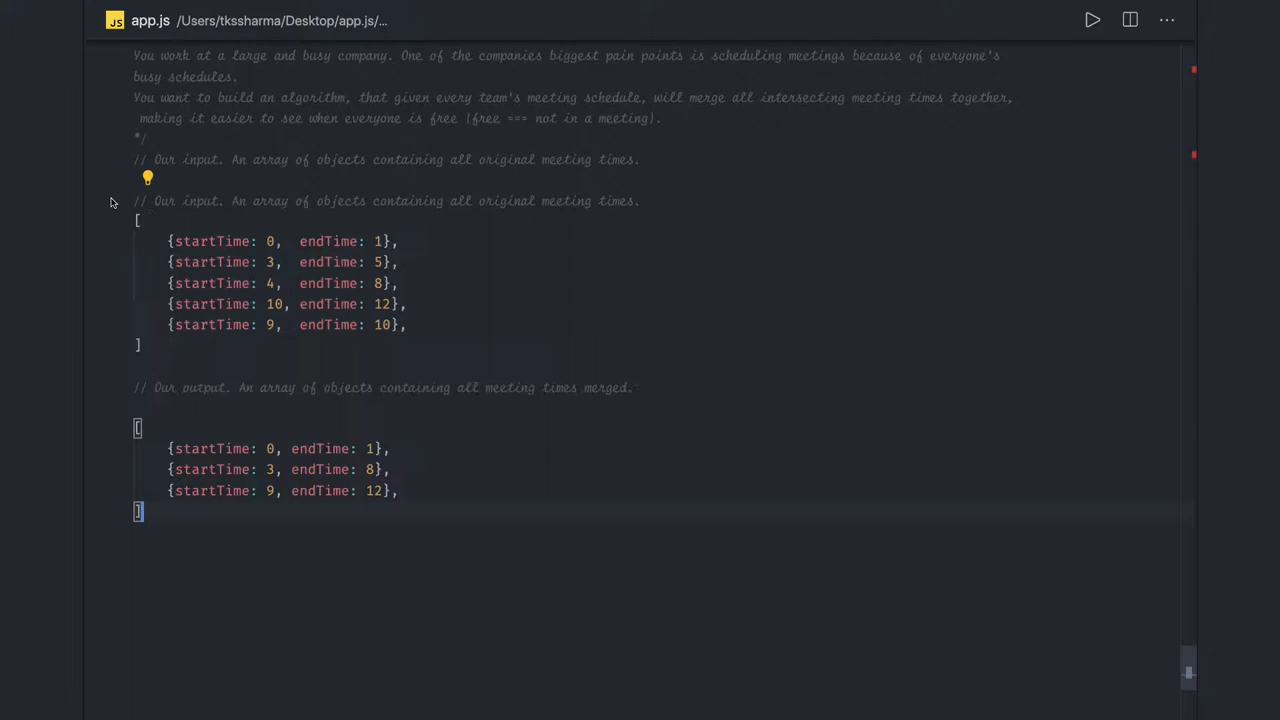 JS app.js /Users/tkssharma/Desktop/app.js/...
You work at a large and busy company. One of the companies biggest pain points is scheduling meetings because of everyone's
busy schedules.
You want to build an algorithm, that given every team's meeting schedule, will merge all intersecting meeting times together,
making it easier to see when everyone is free (free === not in a meeting).
*/
// Our input. An array of objects containing all original meeting times.
// Our input. An array of objects containing all original meeting times.
[
{startTime: 0,  endTime: 1},
{startTime: 3,  endTime: 5},
{startTime: 4,  endTime: 8},
{startTime: 10, endTime: 12},
{startTime: 9,  endTime: 10},
]
// Our output. An array of objects containing all meeting times merged.
[
{startTime: 0, endTime: 1},
{startTime: 3, endTime: 8},
{startTime: 9, endTime: 12},
]